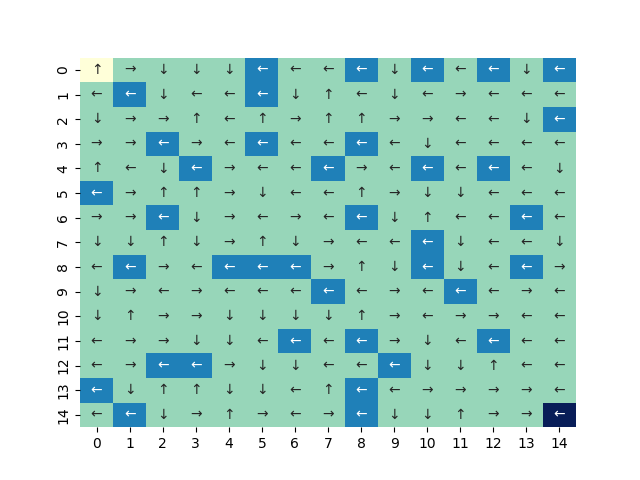 0 ↑ → ↓ ↓ ↓ ← ← ← ← ↓ ← ← ← ↓ ←
1 ← ← ↓ ← ← ← ↓ ↑ ← ↓ ← → ← ← ←
2 ↓ → → ↑ ← ↑ → ↑ ↑ → → ← ← ↓ ←
3 → → ← → ← ← ← ← ← ← ↓ ← ← ← ←
4 ↑ ← ↓ ← → ← ← ← → ← ← ← ← ← ↓
5 ← → ↑ ↑ → ↓ ← ← ↑ → ↓ ↓ ← ← ←
6 → → ← ↓ → ← → ← ← ↓ ↑ ← ← ← ←
7 ↓ ↓ ↑ ↓ → ↑ ↓ → ← ← ← ↓ ← ← ↓
8 ← ← → ← ← ← ← → ↑ ↓ ← ↓ ← ← →
9 ↓ → ← → ← ← ← ← ← → ← ← ← → ←
10 ↓ ↑ → → ↓ ↓ ↓ ↓ ↑ → ← → → ← ←
11 ← → → ↓ ↓ ← ← ← ← → ↓ ← ← ← ←
12 ← → ← ← → ↓ ↓ ← ← ← ↓ ↓ ↑ ← ←
13 ← ↓ ↑ ↑ ↓ ↓ ← ↑ ← ← → → → → ←
14 ← ← ↓ → ↑ → ← → ← ↓ ↓ ↑ → → ←
0 1 2 3 4 5 6 7 8 9 10 11 12 13 14